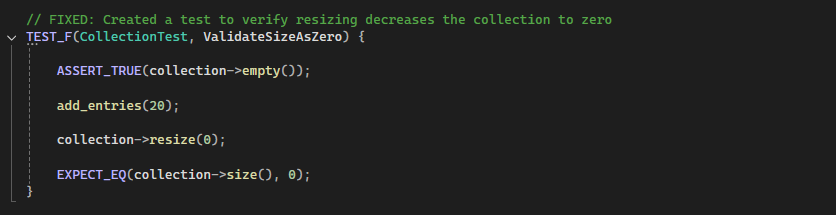 // FIXED: Created a test to verify resizing decreases the collection to zero
TEST_F(CollectionTest, ValidateSizeAsZero) {
ASSERT_TRUE(collection->empty());
add_entries(20);
collection->resize(0);
EXPECT_EQ(collection->size(), 0);
}